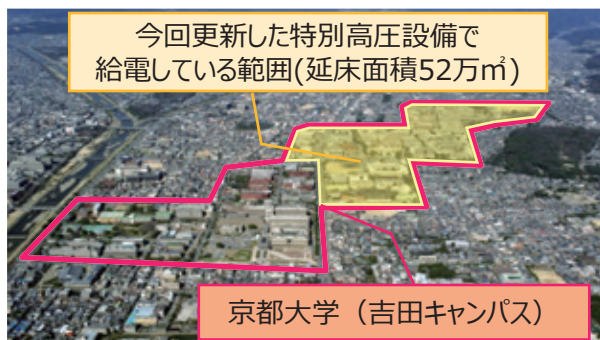 今回更新した特別高圧設備で
給電している範囲(延床面積52万㎡)
京都大学（吉田キャンパス）